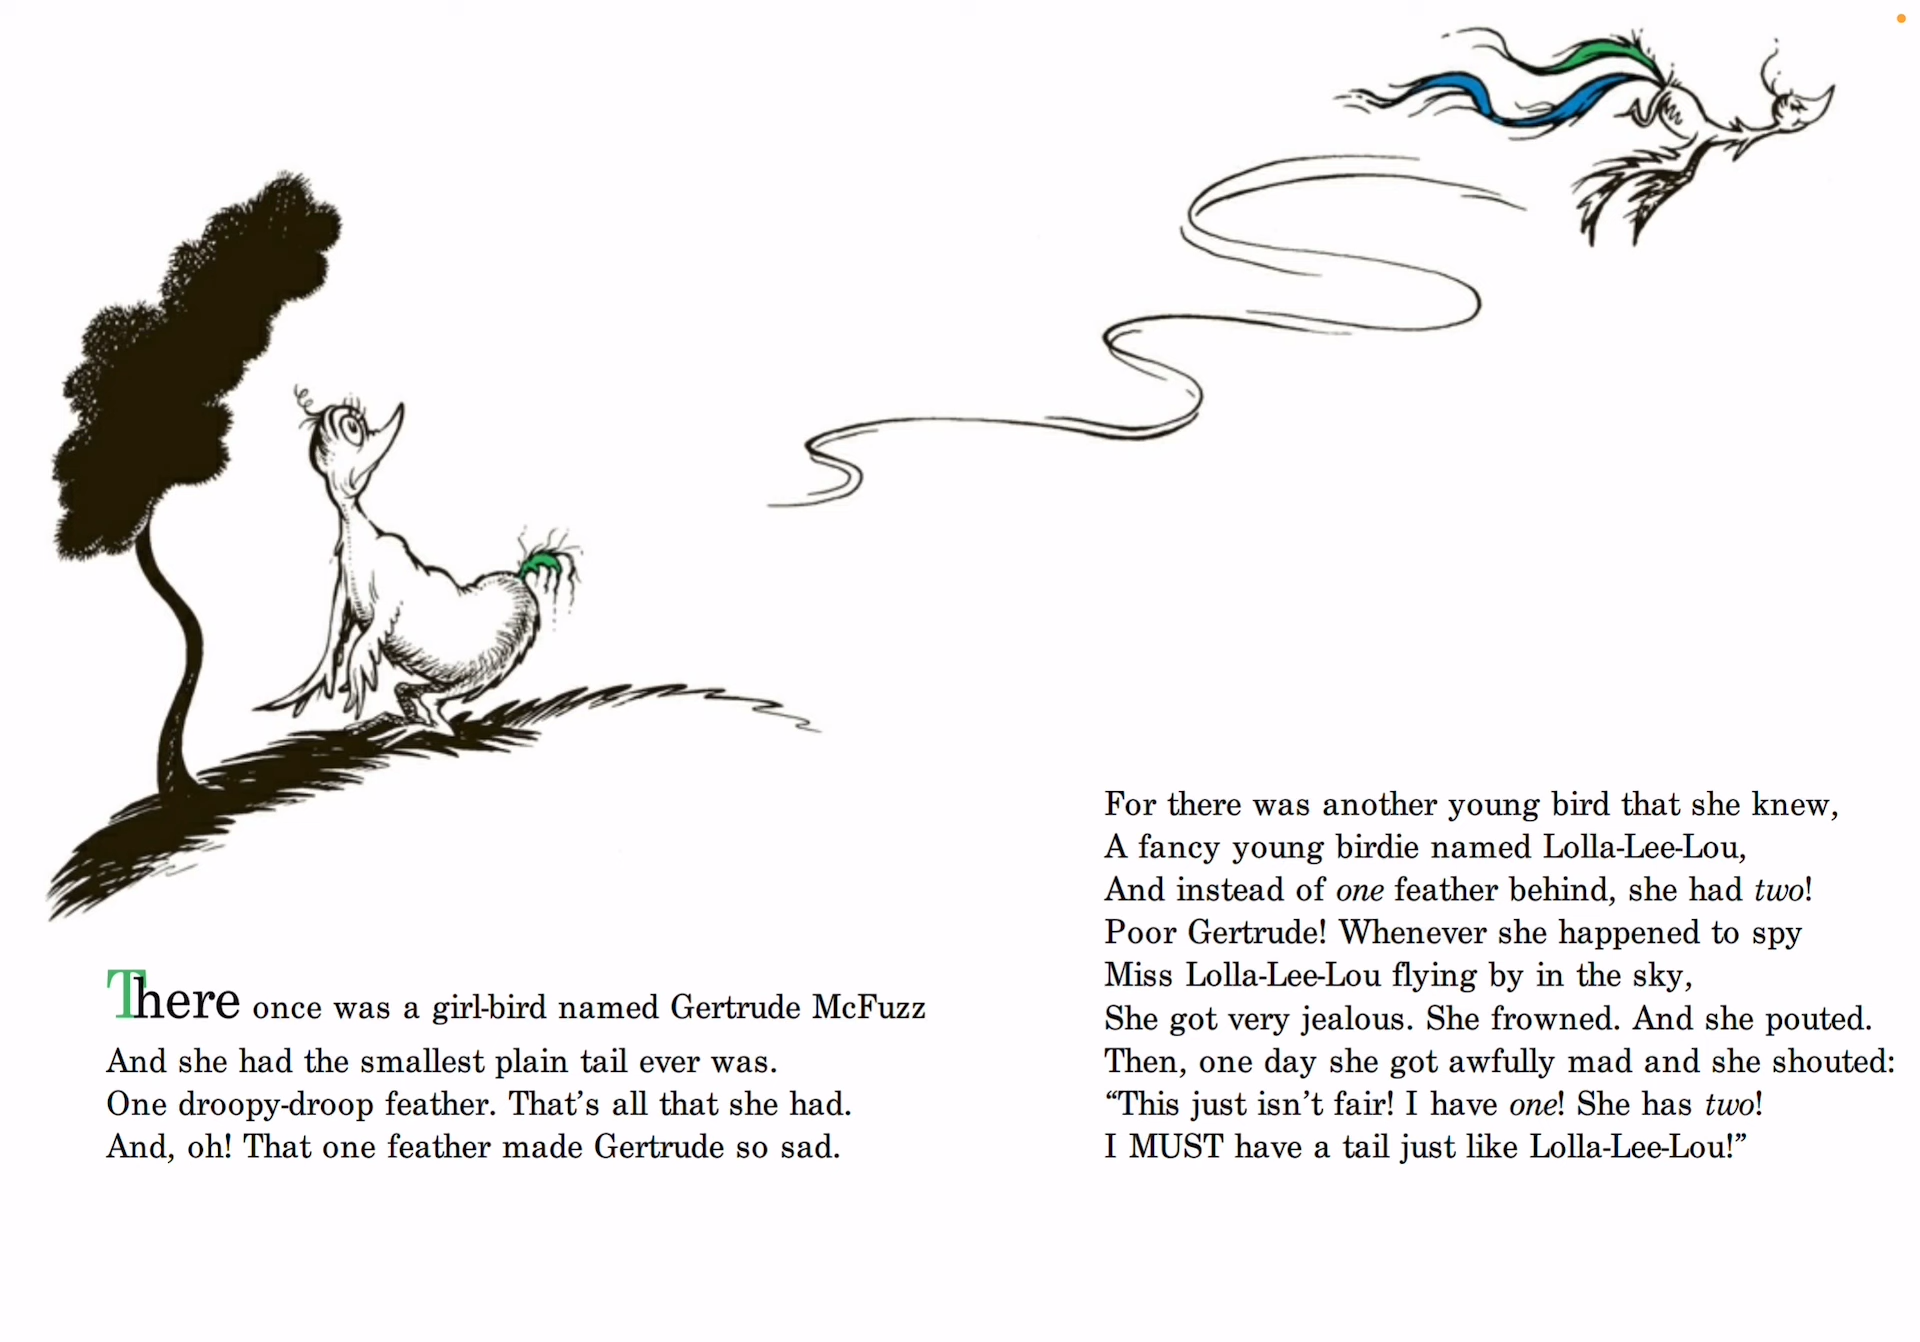 There once was a girl-bird named Gertrude McFuzz
And she had the smallest plain tail ever was.
One droopy-droop feather. That’s all that she had.
And, oh! That one feather made Gertrude so sad.
For there was another young bird that she knew,
A fancy young birdie named Lolla-Lee-Lou,
And instead of one feather behind, she had two!
Poor Gertrude! Whenever she happened to spy
Miss Lolla-Lee-Lou flying by in the sky,
She got very jealous. She frowned. And she pouted.
Then, one day she got awfully mad and she shouted:
“This just isn’t fair! I have one! She has two!
I MUST have a tail just like Lolla-Lee-Lou!”